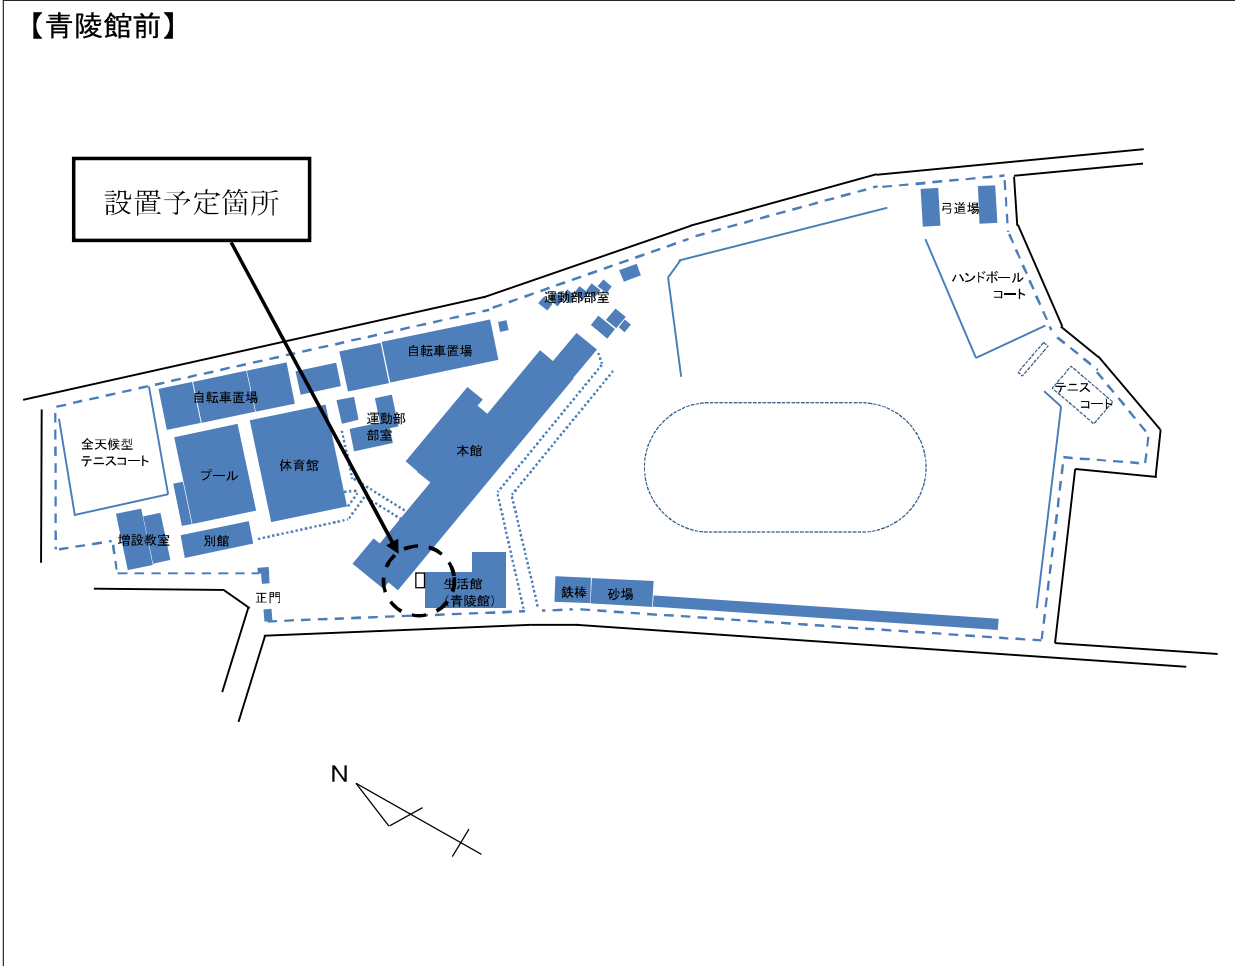 【青陵館前】
設置予定箇所
弓道場
ハンドボール
コート
運動部部室
自転車置場
自転車置場
テニス
コート
運動部
部室
全天候型
テニスコート
本館
体育館
プール
増設教室
別館
生活館
（青陵館）
鉄棒
砂場
正門
N